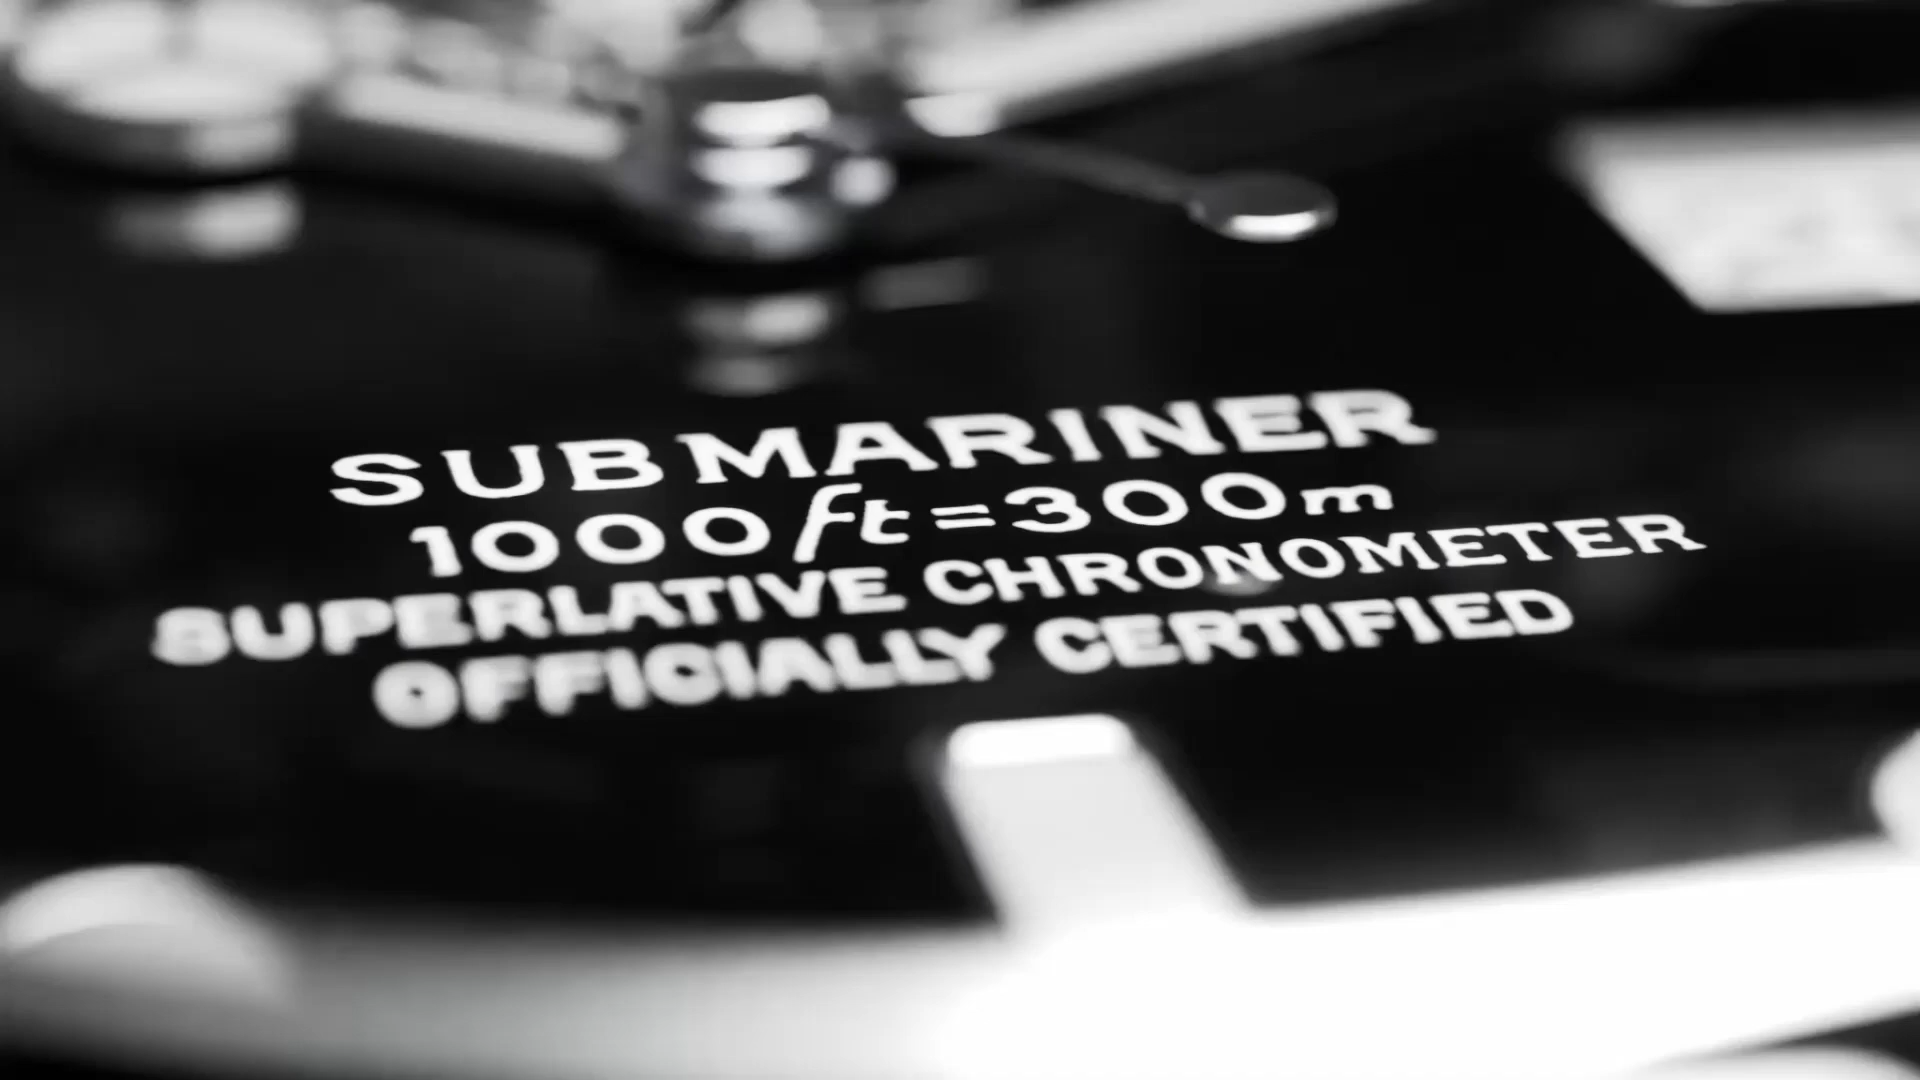 SUBMARINER
1000ft=300m
SUPERLATIVE CHRONOMETER
OFFICIALLY CERTIFIED